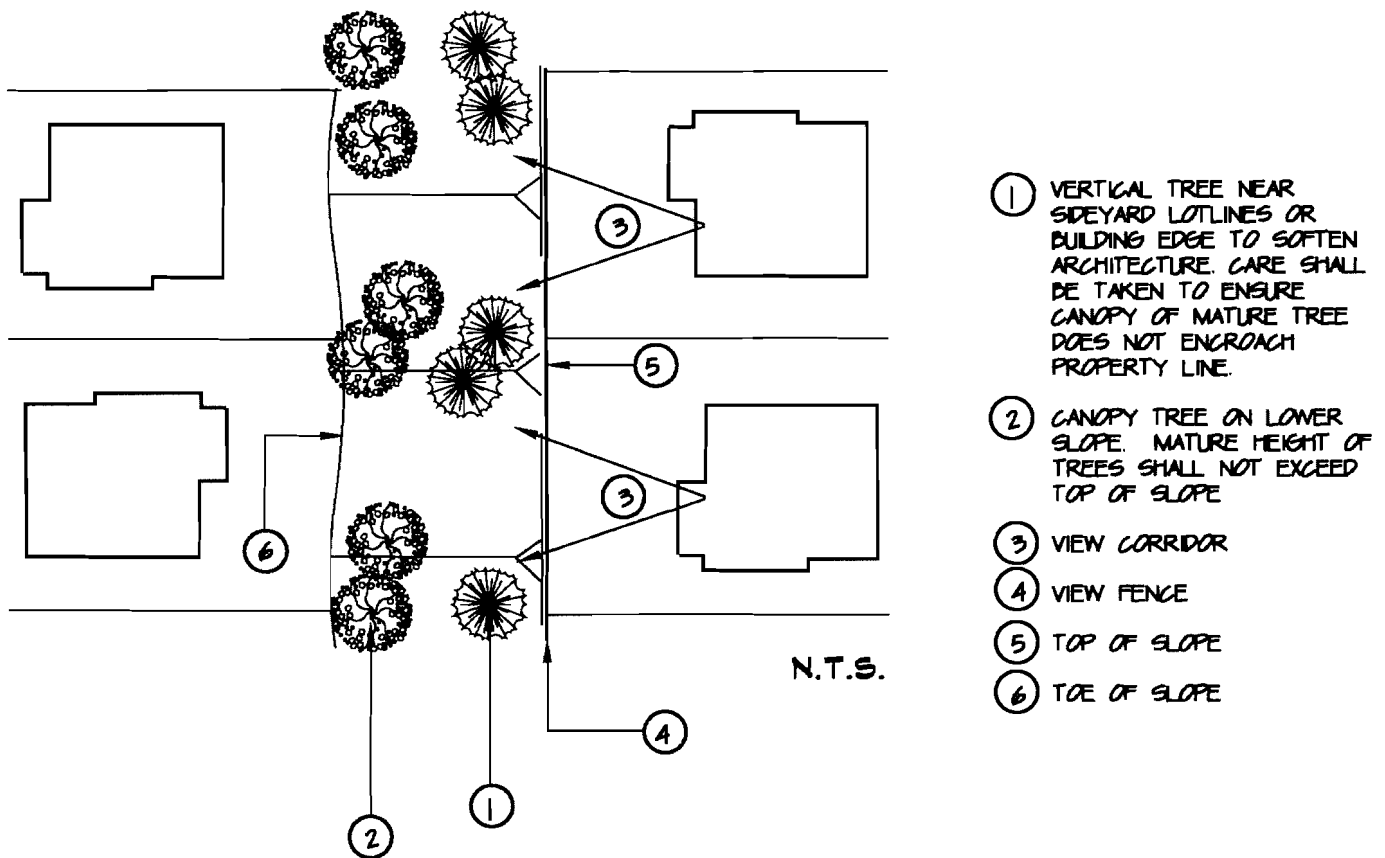 3
5
3
6
N.T.S.
4
1
2
1 VERTICAL TREE NEAR
SIDEYARD LOTLINES OR
BUILDING EDGE TO SOFTEN
ARCHITECTURE. CARE SHALL
BE TAKEN TO ENSURE
CANOPY OF MATURE TREE
DOES NOT ENCROACH
PROPERTY LINE.
2 CANOPY TREE ON LOWER
SLOPE. MATURE HEIGHT OF
TREES SHALL NOT EXCEED
TOP OF SLOPE
3 VIEW CORRIDOR
4 VIEW FENCE
5 TOP OF SLOPE
6 TOE OF SLOPE